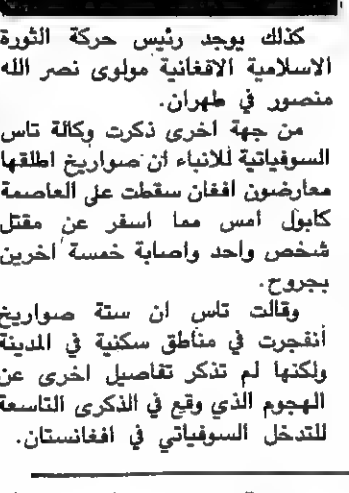 كذلك يوجد رئيس حركة الثورة
الاسلامية الافغانية مولوى نصر الله
منصور في طهران.
من جهة اخرى ذكرت وكالة تاس
السوفياتية للانباء ان صواريخ اطلقها
معارضون افغان سقطت على العاصمة
كابول امس مما اسفر عن مقتل
شخص واحد واصابة خمسة اخرين
بجروح.
وقالت تاس ان ستة صواريخ
أنفجرت في مناطق سكنية في المدينة
ولكنها لم تذكر تفاصيل اخرى عن
الهجوم الذي وقع في الذكرى التاسعة
للتدخل السوفياتي في افغانستان.